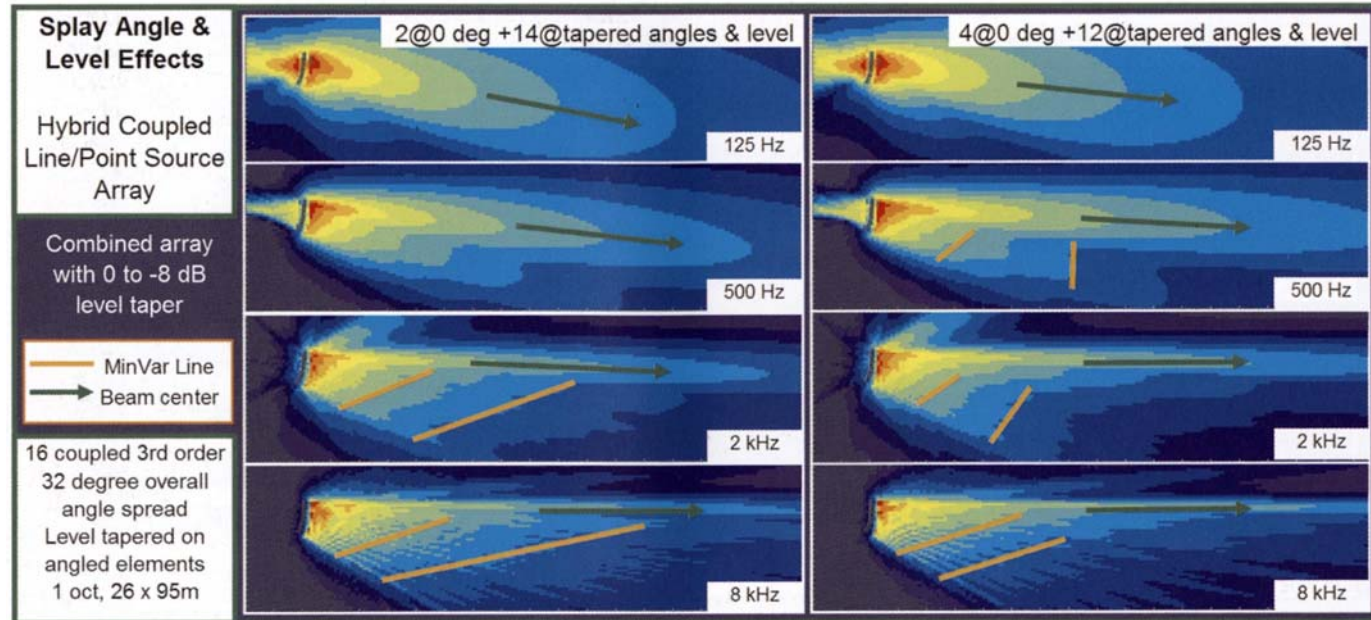 Splay Angle &
Level Effects
Hybrid Coupled
Line/Point Source
Array
Combined array
with 0 to -8 dB
level taper
MinVar Line
Beam center
16 coupled 3rd order
32 degree overall
angle spread
Level tapered on
angled elements
1 oct, 26 x 95m
2@0 deg +14@tapered angles & level
125 Hz
500 Hz
2 kHz
8 kHz
4@0 deg +12@tapered angles & level
125 Hz
500 Hz
2 kHz
8 kHz